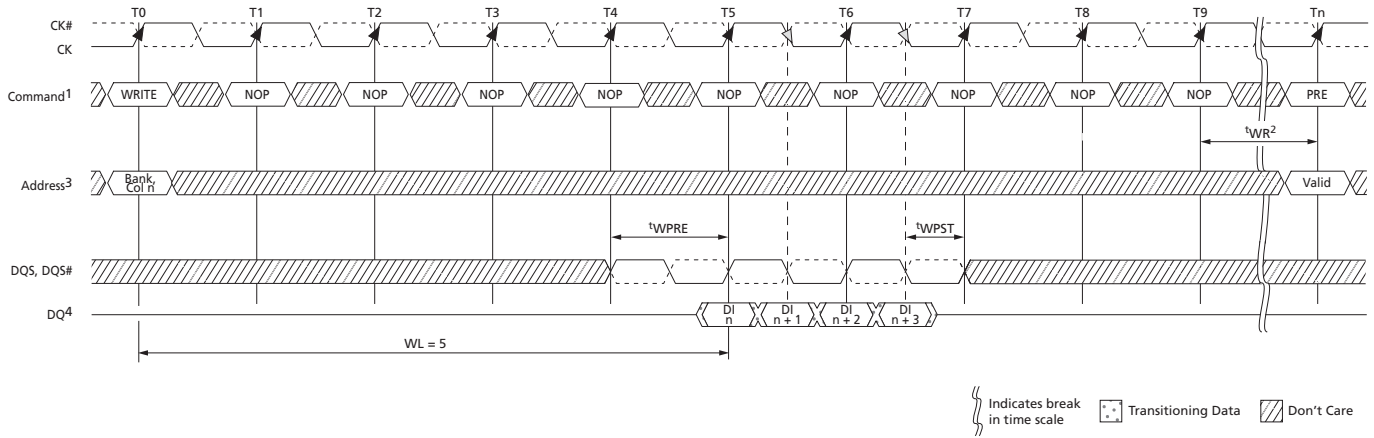 T0 T1 T2 T3 T4 T5 T6 T7 T8 T9 Tn
CK#
CK
Command1 WRITE NOP NOP NOP NOP NOP NOP NOP NOP NOP PRE
tWR2
Address3 Bank, Col n Valid
tWPRE tWPST
DQS, DQS#
DQ4 DI n DI n + 1 DI n + 2 DI n + 3
WL = 5
Indicates break in time scale Transitioning Data Don't Care